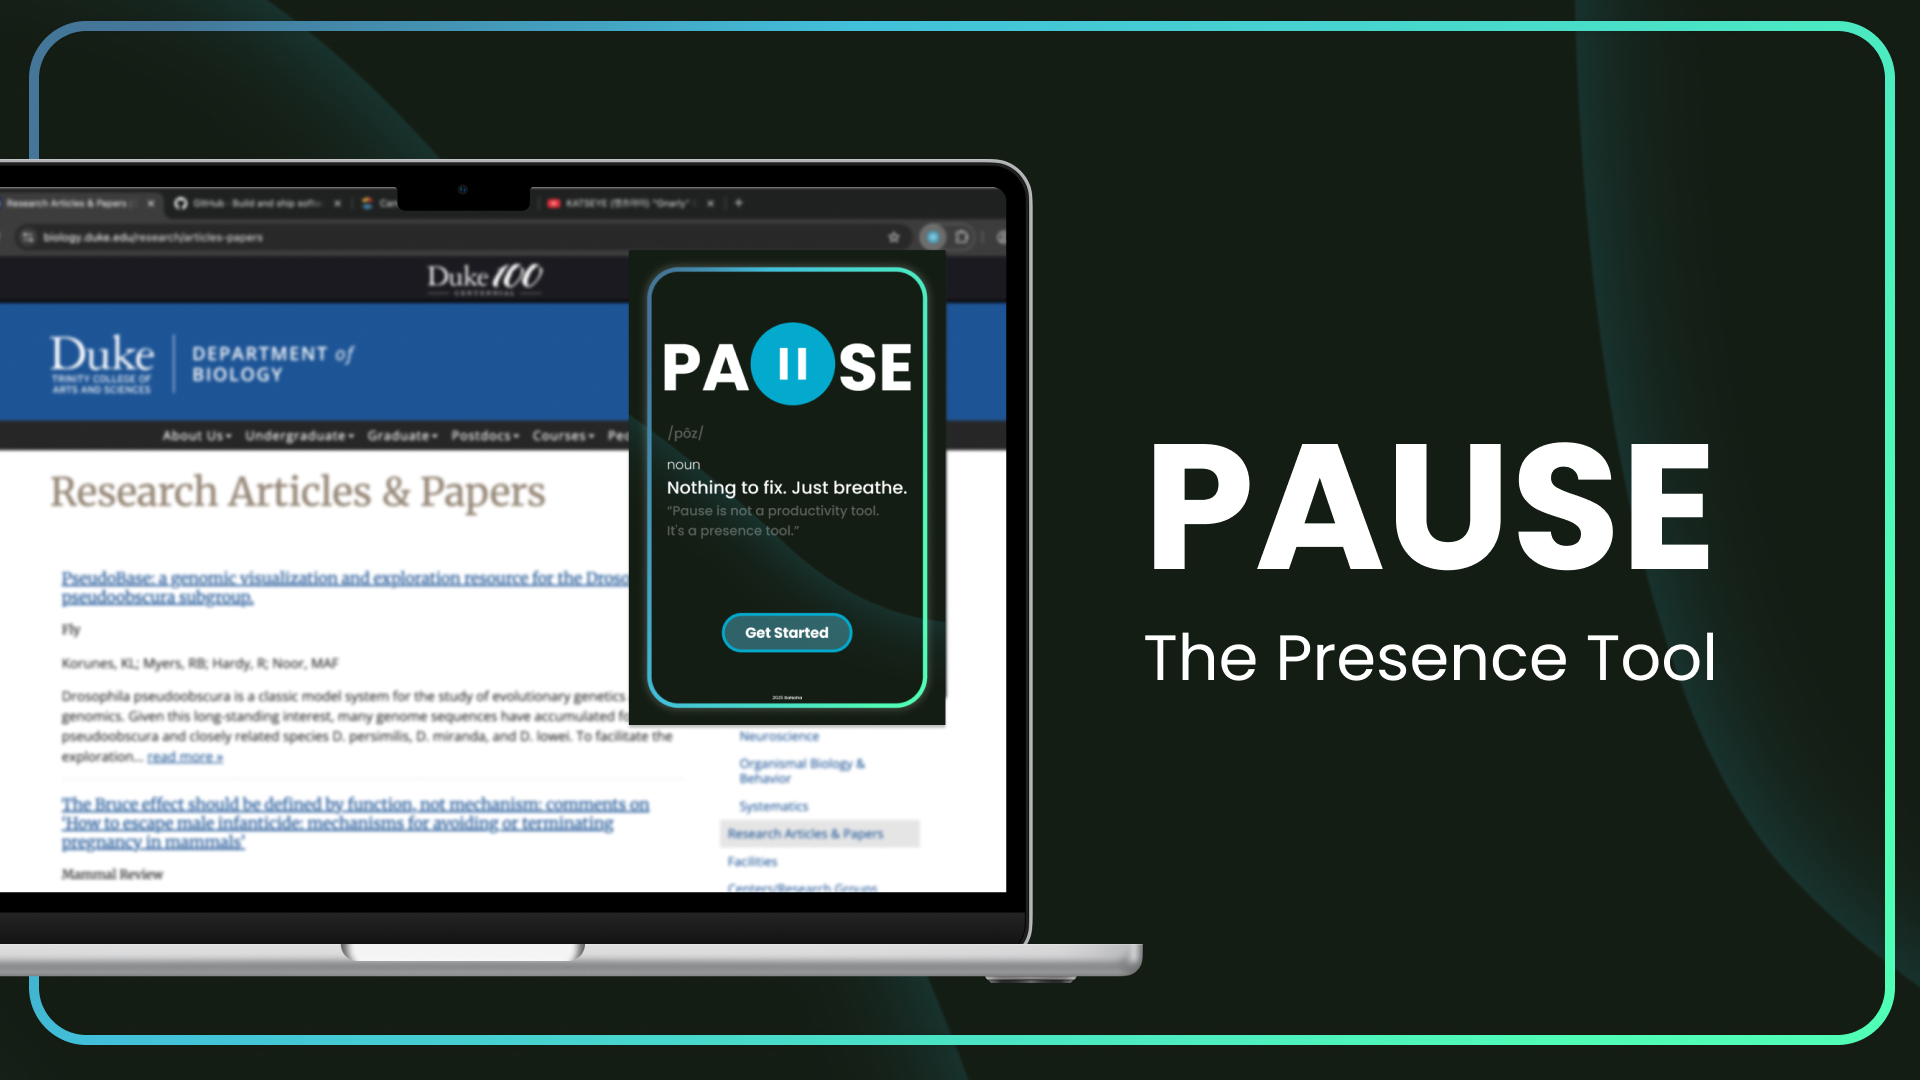 Research Articles & Papers
GitHub · Build and ship softw
Can
KATSEYE (캣츠아이) "Gnarly"
biology.duke.edu/research/articles-papers
Duke 100
CENTENNIAL
Duke
TRINITY COLLEGE OF
ARTS AND SCIENCES
DEPARTMENT of
BIOLOGY
About Us Undergraduate Graduate Postdocs Courses Peo
Research Articles & Papers
PseudoBase: a genomic visualization and exploration resource for the Droso
pseudoobscura subgroup.
Fly
Korunes, KL; Myers, RB; Hardy, R; Noor, MAF
Drosophila pseudoobscura is a classic model system for the study of evolutionary genetics
genomics. Given this long-standing interest, many genome sequences have accumulated fo
pseudoobscura and closely related species D. persimilis, D. miranda, and D. lowei. To facilitate the
exploration... read more »
The Bruce effect should be defined by function, not mechanism: comments on
'How to escape male infanticide: mechanisms for avoiding or terminating
pregnancy in mammals'
Mammal Review
Neuroscience
Organismal Biology &
Behavior
Systematics
Research Articles & Papers
Facilities
Centers/Research Groups
PAUSE
/pôz/
noun
Nothing to fix. Just breathe.
“Pause is not a productivity tool.
It's a presence tool.”
Get Started
PAUSE
The Presence Tool